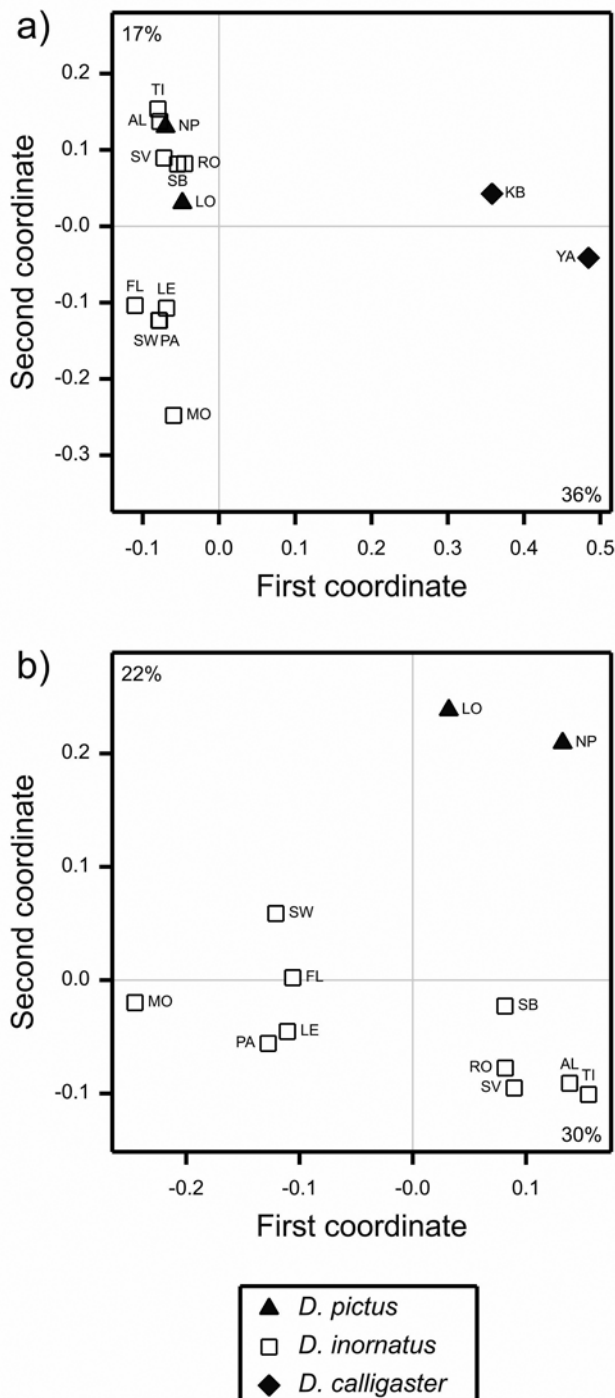 a)
17%
TI
AL
NP
SV
SB
RO
LO
KB
YA
FL
LE
SW PA
MO
36%
0.2
0.1
-0.0
-0.1
-0.2
-0.3
Second coordinate
-0.1 0.0 0.1 0.2 0.3 0.4 0.5
First coordinate
b)
22%
LO
NP
SW
FL
MO
SB
PA
LE
RO
AL
TI
SV
30%
0.2
0.1
0.0
-0.1
Second coordinate
-0.2 -0.1 -0.0 0.1
First coordinate
D. pictus
D. inornatus
D. calligaster